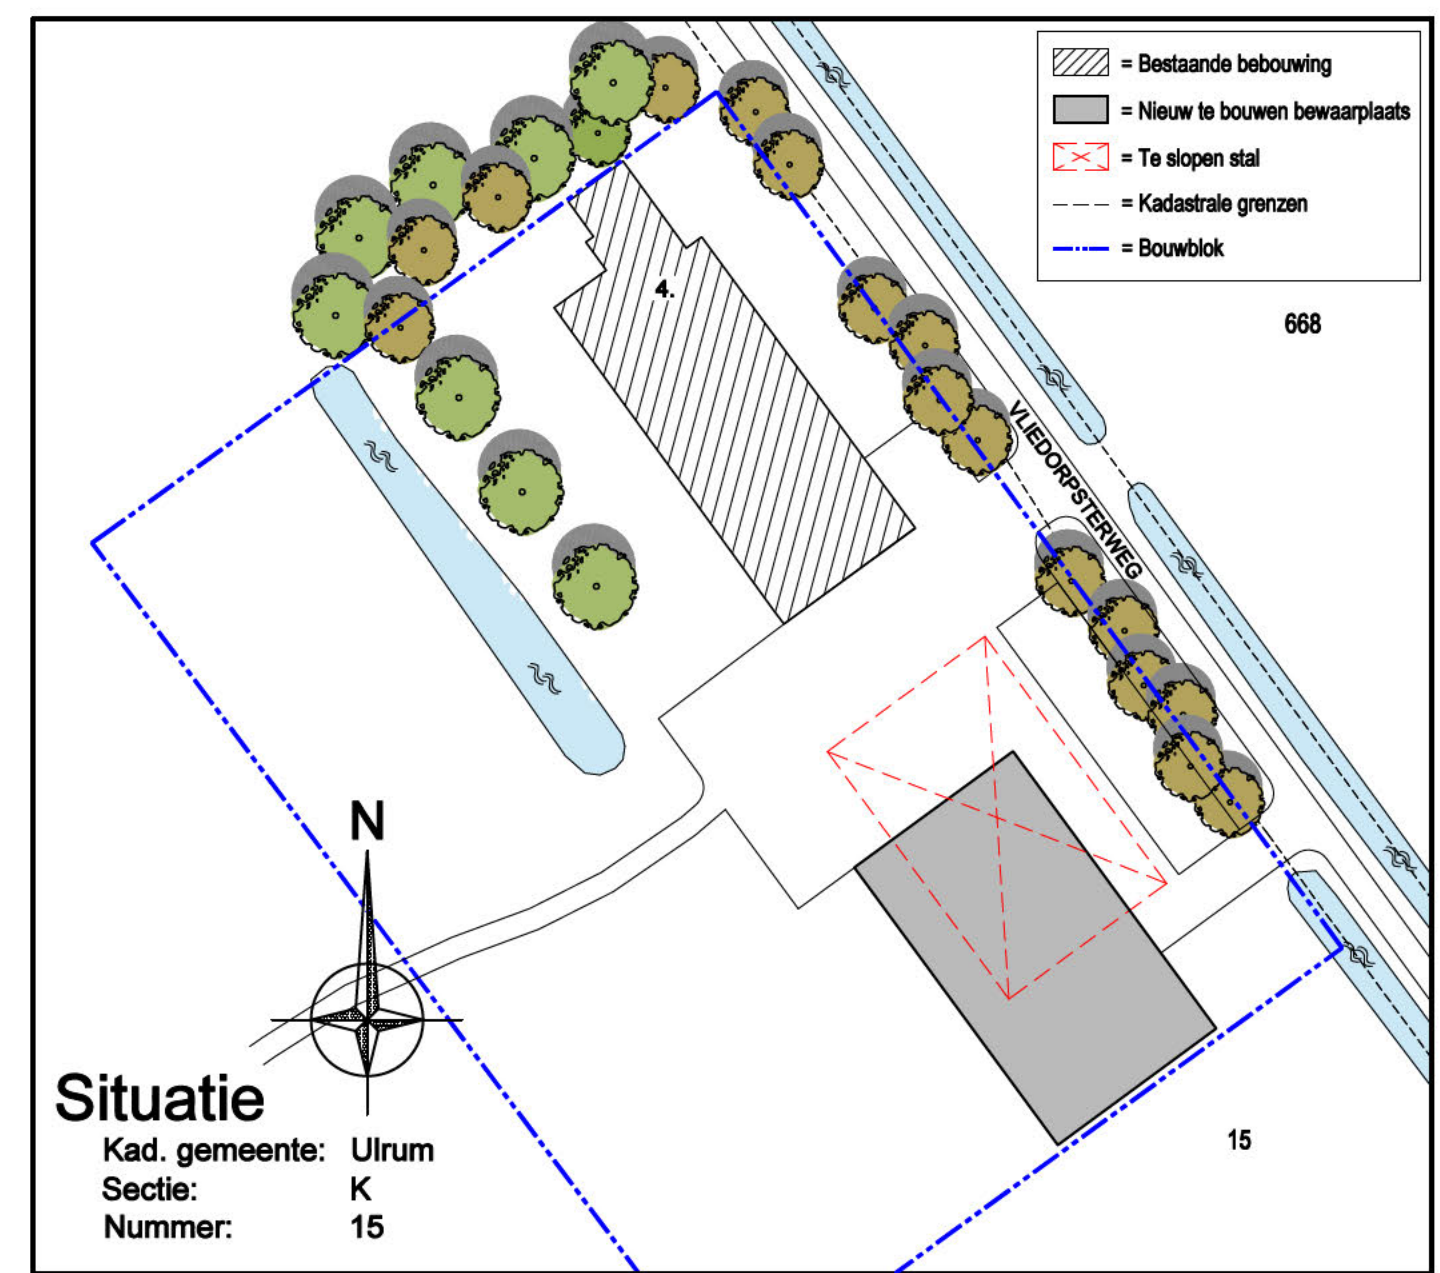 = Bestaande bebouwing
= Nieuw te bouwen bewaarplaats
= Te slopen stal
= Kadastrale grenzen
= Bouwblok
668
4.
VLIEDORPSTERWEG
N
Situatie
Kad. gemeente: Ulrum
Sectie: K
Nummer: 15
15